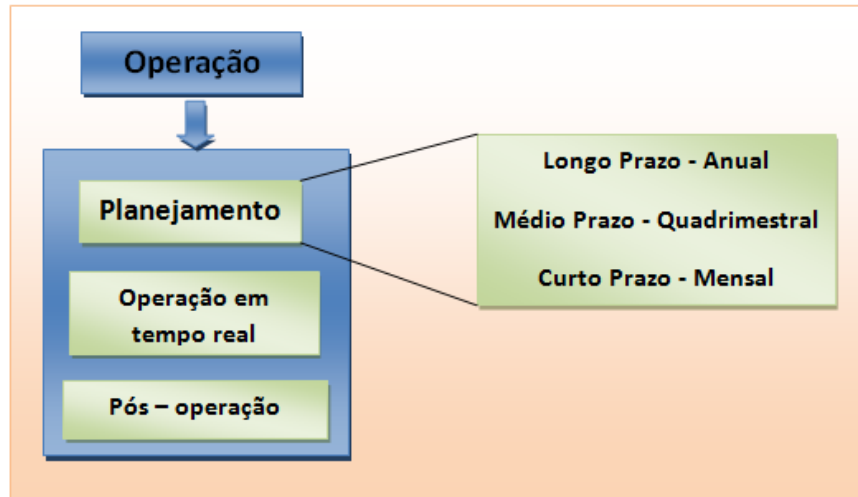 Operação
Planejamento
Longo Prazo - Anual
Médio Prazo - Quadrimestral
Curto Prazo - Mensal
Operação em
tempo real
Pós – operação